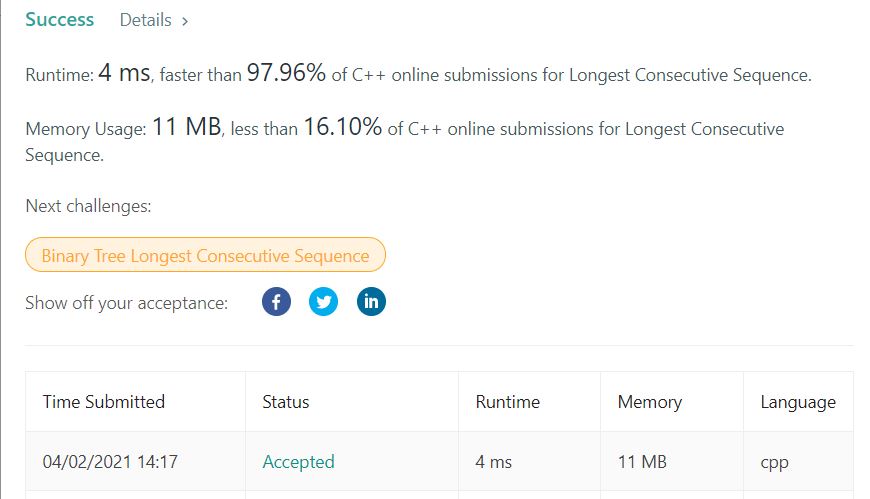 Success Details >
Runtime: 4 ms, faster than 97.96% of C++ online submissions for Longest Consecutive Sequence.
Memory Usage: 11 MB, less than 16.10% of C++ online submissions for Longest Consecutive
Sequence.
Next challenges:
Binary Tree Longest Consecutive Sequence
Show off your acceptance: f in
Time Submitted Status Runtime Memory Language
04/02/2021 14:17 Accepted 4 ms 11 MB cpp